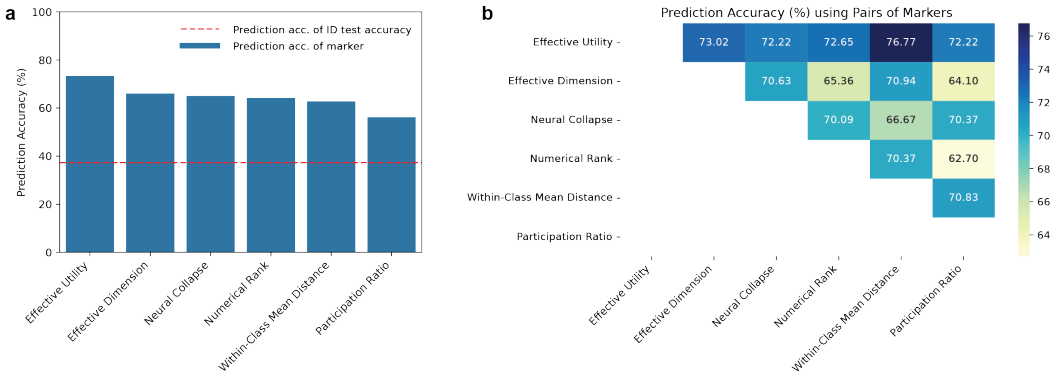 a
100
80
60
40
20
0
Prediction Accuracy (%)
Prediction acc. of ID test accuracy
Prediction acc. of marker
Effective Utility
Effective Dimension
Neural Collapse
Numerical Rank
Within-Class Mean Distance
Participation Ratio
b
Prediction Accuracy (%) using Pairs of Markers
Effective Utility - 73.02 72.22 72.65 76.77 72.22
Effective Dimension - 70.63 65.36 70.94 64.10
Neural Collapse - 70.09 66.67 70.37
Numerical Rank - 70.37 62.70
Within-Class Mean Distance - 70.83
Participation Ratio -
Effective Utility
Effective Dimension
Neural Collapse
Numerical Rank
Within-Class Mean Distance
Participation Ratio
76
74
72
70
68
66
64